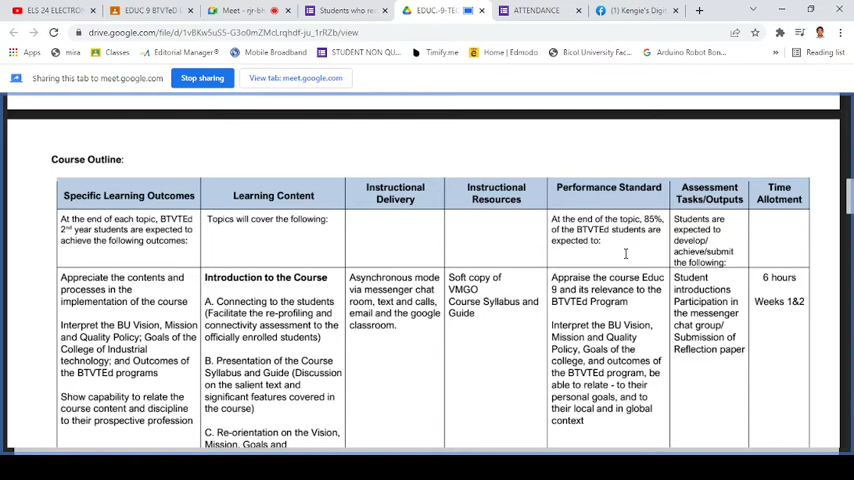 ELS 24 ELECTRON
EDUC 9 BTVTeD L
Meet - rjr-bh
Students who re
EDUC-9-TEC
ATTENDANCE
(1) Kengie's Digita
drive.google.com/file/d/1vBKwSuS5-G3o0mZMcLrqhdf-ju_1rRZb/view
Apps
mira
Classes
Editorial Manager®
Mobile Broadband
STUDENT NON QU...
Timify.me
Home | Edmodo
Bicol University Fac...
Arduino Robot Bon...
Reading list
Sharing this tab to meet.google.com
Stop sharing
View tab: meet.google.com
Course Outline:
Specific Learning Outcomes
Learning Content
Instructional
Delivery
Instructional
Resources
Performance Standard
Assessment
Tasks/Outputs
Time
Allotment
At the end of each topic, BTVTEd
2nd year students are expected to
achieve the following outcomes:
Topics will cover the following:
At the end of the topic, 85%,
of the BTVTEd students are
expected to:
Students are
expected to
develop/
achieve/submit
the following:
Appreciate the contents and
processes in the
implementation of the course
Interpret the BU Vision, Mission
and Quality Policy; Goals of the
College of Industrial
technology; and Outcomes of
the BTVTEd programs
Show capability to relate the
course content and discipline
to their prospective profession
Introduction to the Course
A. Connecting to the students
(Facilitate the re-profiling and
connectivity assessment to the
officially enrolled students)
B. Presentation of the Course
Syllabus and Guide (Discussion
on the salient text and
significant features covered in
the course)
C. Re-orientation on the Vision,
Mission, Goals and
Asynchronous mode
via messenger chat
room, text and calls,
email and the google
classroom.
Soft copy of
VMGO
Course Syllabus and
Guide
Appraise the course Educ
9 and its relevance to the
BTVTEd Program
Interpret the BU Vision,
Mission and Quality
Policy, Goals of the
college, and outcomes of
the BTVTEd program, be
able to relate - to their
personal goals, and to
their local and in global
context
Student
introductions
Participation in
the messenger
chat group/
Submission of
Reflection paper
6 hours
Weeks 1&2